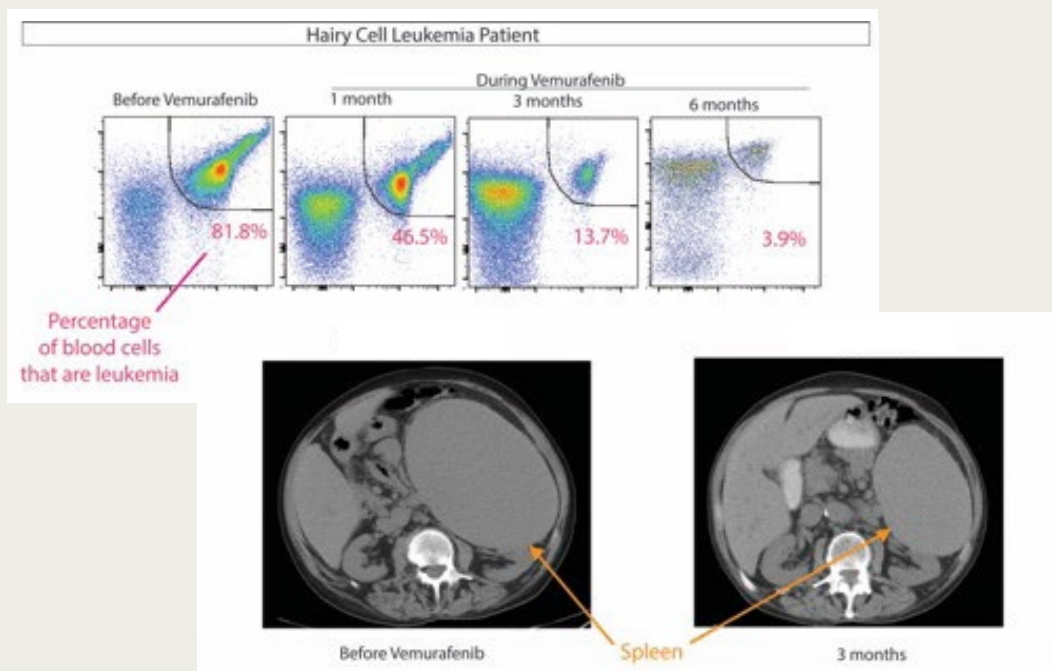 Hairy Cell Leukemia Patient
During Vemurafenib
Before Vemurafenib
1 month
3 months
6 months
81.8%
46.5%
13.7%
3.9%
Percentage
of blood cells
that are leukemia
Before Vemurafenib
Spleen
3 months